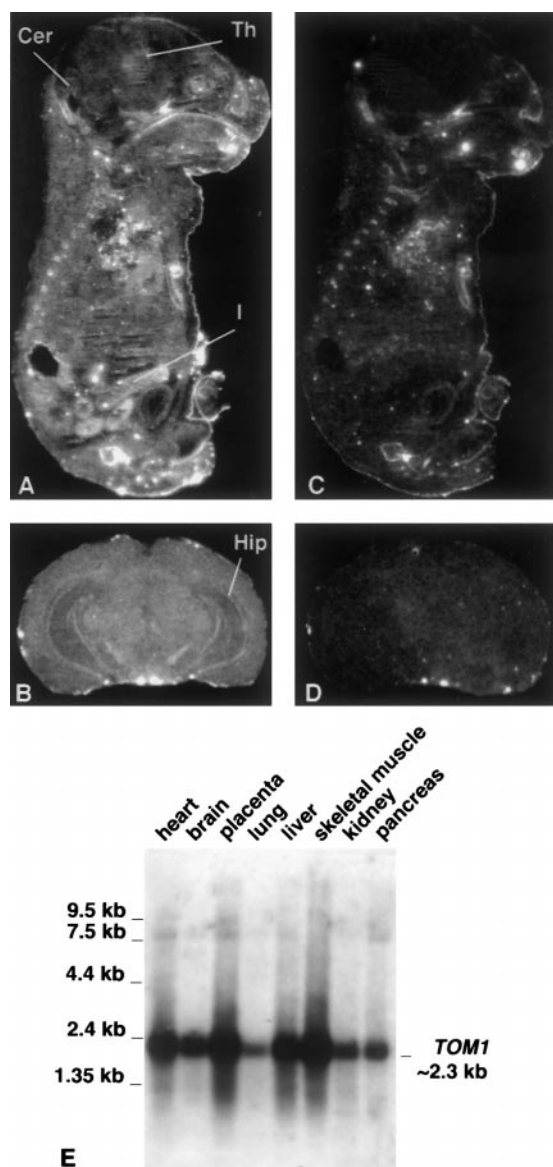 Cer
Th
I
A
C
Hip
B
D
heart
brain
placenta
lung
liver
skeletal muscle
kidney
pancreas
9.5 kb
7.5 kb
4.4 kb
2.4 kb
1.35 kb
TOM1
~2.3 kb
E